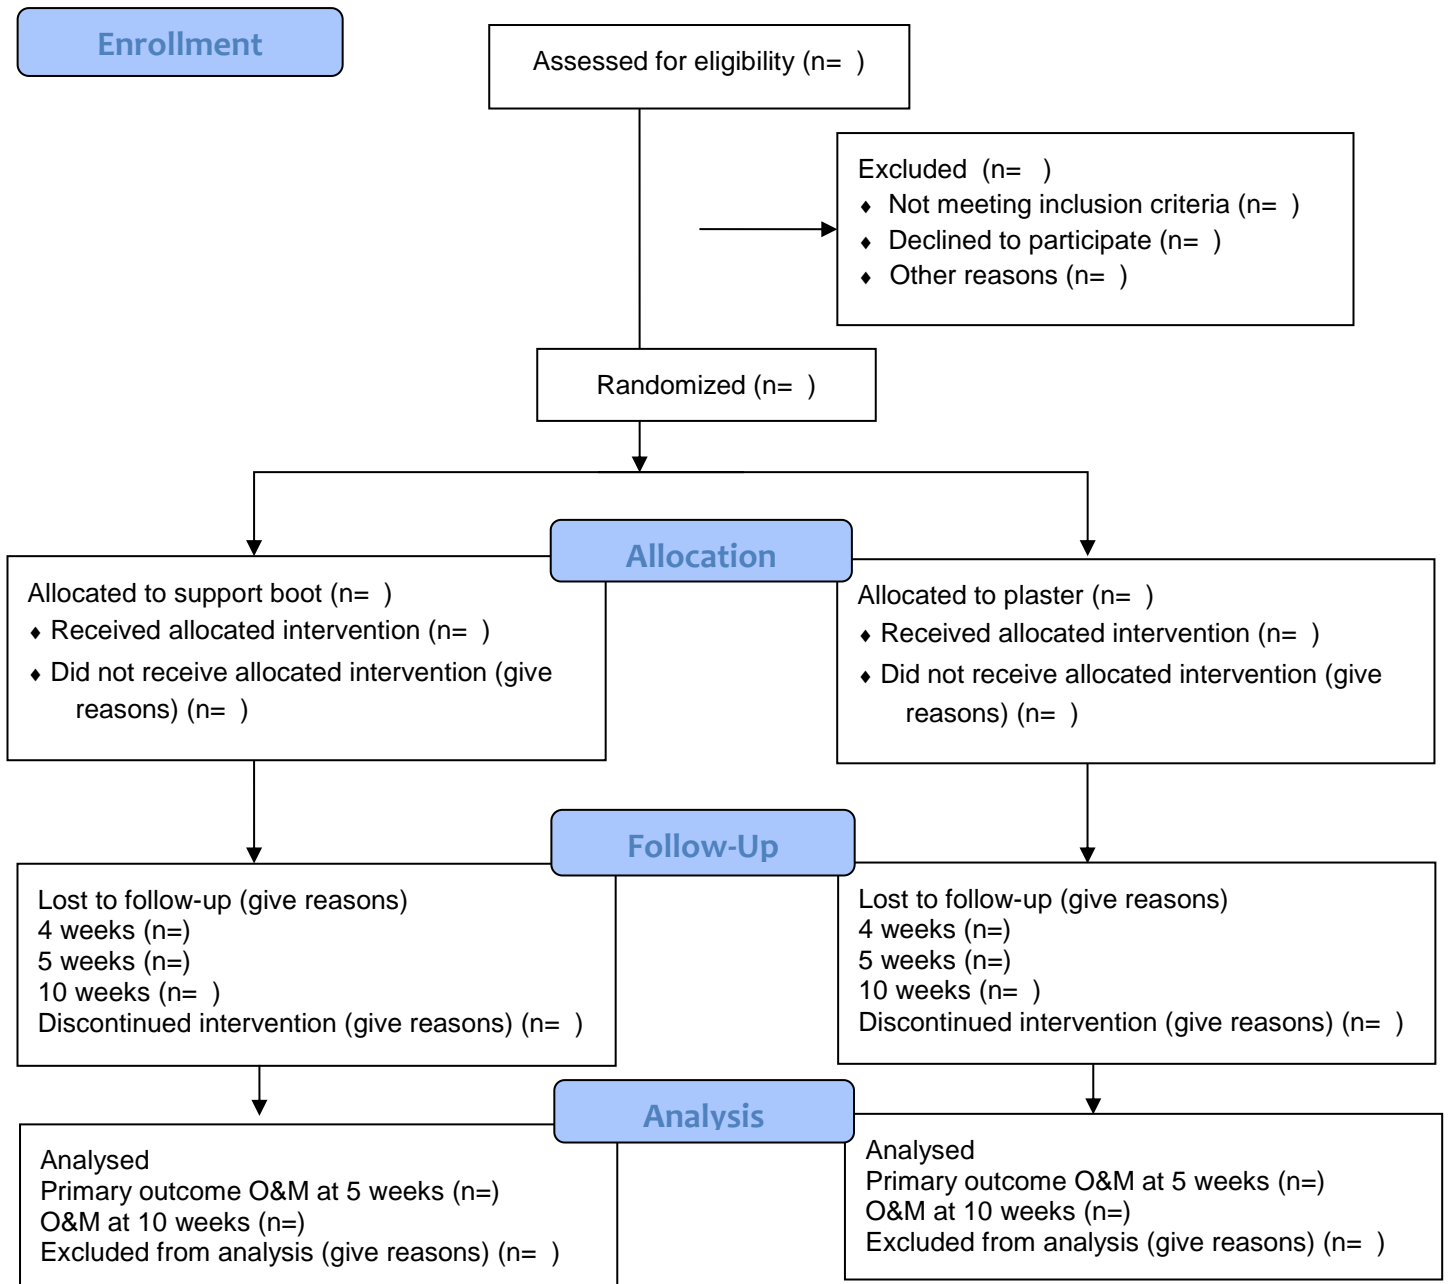 Enrollment
Assessed for eligibility (n=  )
Excluded  (n=   )
♦ Not meeting inclusion criteria (n=  )
♦ Declined to participate (n=  )
♦ Other reasons (n=  )
Randomized (n=  )
Allocation
Allocated to support boot (n=  )
♦ Received allocated intervention (n=  )
♦ Did not receive allocated intervention (give
reasons) (n=  )
Allocated to plaster (n=  )
♦ Received allocated intervention (n=  )
♦ Did not receive allocated intervention (give
reasons) (n=  )
Follow-Up
Lost to follow-up (give reasons)
4 weeks (n=)
5 weeks (n=)
10 weeks (n=  )
Discontinued intervention (give reasons) (n=  )
Lost to follow-up (give reasons)
4 weeks (n=)
5 weeks (n=)
10 weeks (n=  )
Discontinued intervention (give reasons) (n=  )
Analysis
Analysed
Primary outcome O&M at 5 weeks (n=)
O&M at 10 weeks (n=)
Excluded from analysis (give reasons) (n=  )
Analysed
Primary outcome O&M at 5 weeks (n=)
O&M at 10 weeks (n=)
Excluded from analysis (give reasons) (n=  )